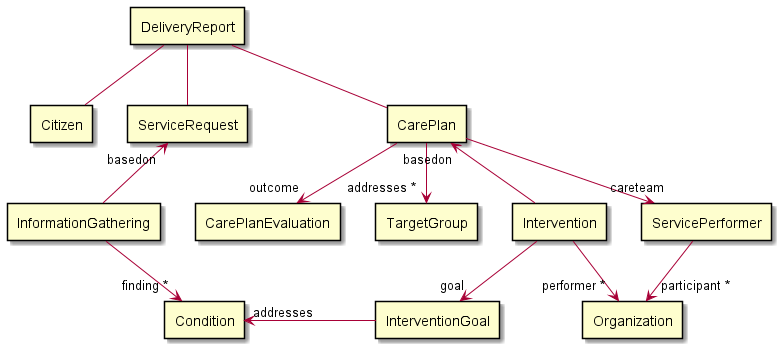 DeliveryReport
Citizen
ServiceRequest
CarePlan
basedon
basedon
outcome
addresses *
careteam
InformationGathering
CarePlanEvaluation
TargetGroup
Intervention
ServicePerformer
finding *
goal
performer *
participant *
Condition
addresses
InterventionGoal
Organization